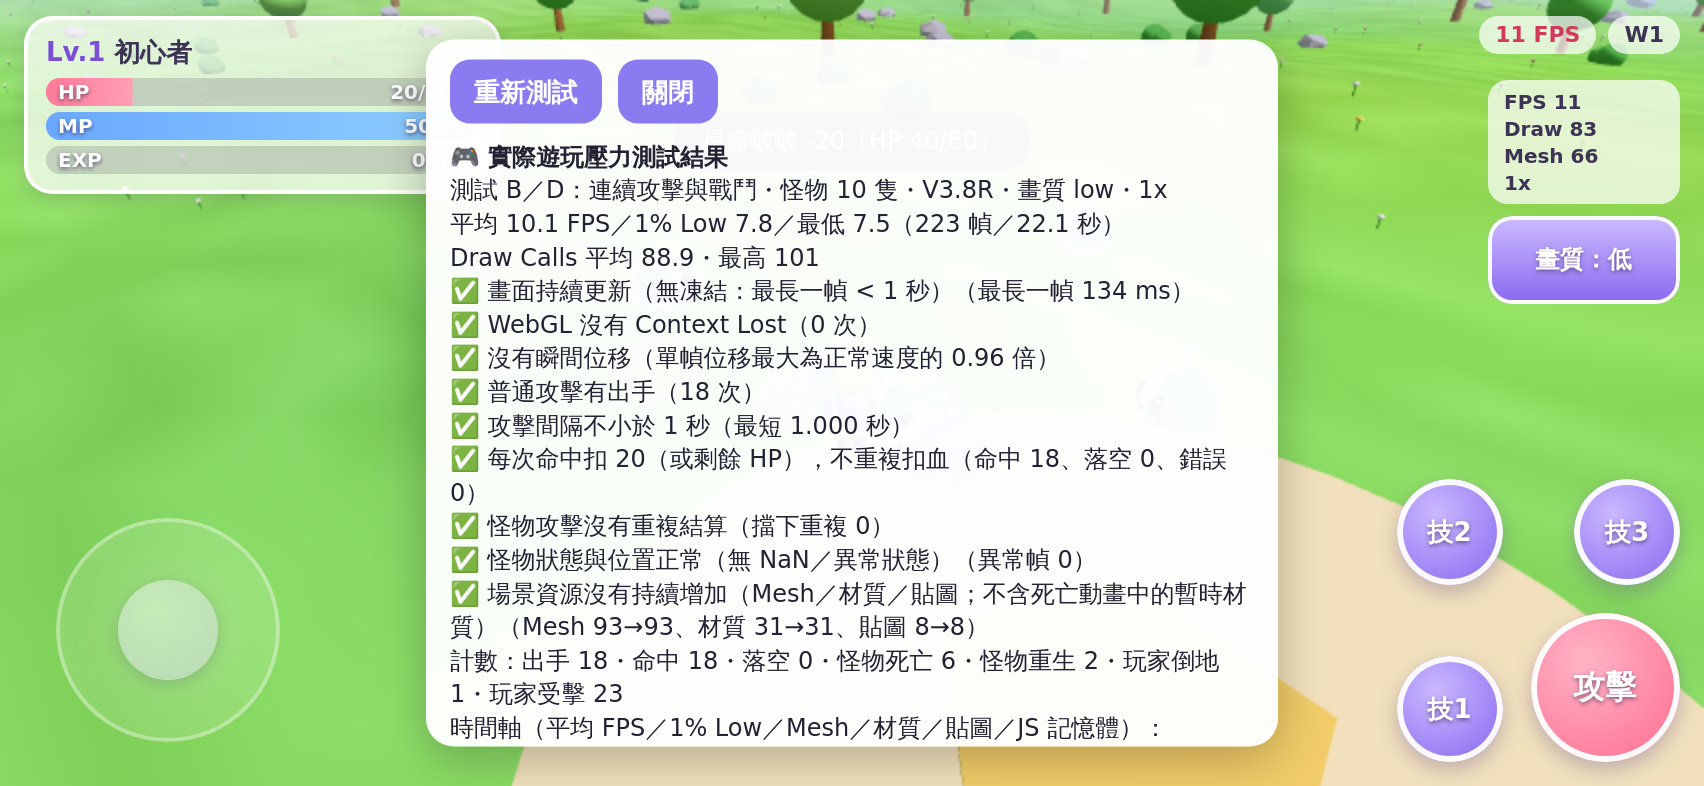 Lv.1 初心者
HP 20/
MP 50/50
EXP 0
11 FPS
W1
FPS 11
Draw 83
Mesh 66
1x
畫質：低
重新測試
關閉
星露啵啵 -20（HP 40/60）
🎮 實際遊玩壓力測試結果
測試 B／D：連續攻擊與戰鬥・怪物 10 隻・V3.8R・畫質 low・1x
平均 10.1 FPS／1% Low 7.8／最低 7.5（223 幀／22.1 秒）
Draw Calls 平均 88.9・最高 101
✅ 畫面持續更新（無凍結：最長一幀 < 1 秒）（最長一幀 134 ms）
✅ WebGL 沒有 Context Lost（0 次）
✅ 沒有瞬間位移（單幀位移最大為正常速度的 0.96 倍）
✅ 普通攻擊有出手（18 次）
✅ 攻擊間隔不小於 1 秒（最短 1.000 秒）
✅ 每次命中扣 20（或剩餘 HP），不重複扣血（命中 18、落空 0、錯誤
0）
✅ 怪物攻擊沒有重複結算（擋下重複 0）
✅ 怪物狀態與位置正常（無 NaN／異常狀態）（異常幀 0）
✅ 場景資源沒有持續增加（Mesh／材質／貼圖；不含死亡動畫中的暫時材
質）（Mesh 93→93、材質 31→31、貼圖 8→8）
計數：出手 18・命中 18・落空 0・怪物死亡 6・怪物重生 2・玩家倒地
1・玩家受擊 23
時間軸（平均 FPS／1% Low／Mesh／材質／貼圖／JS 記憶體）：
技2
技3
技1
攻擊